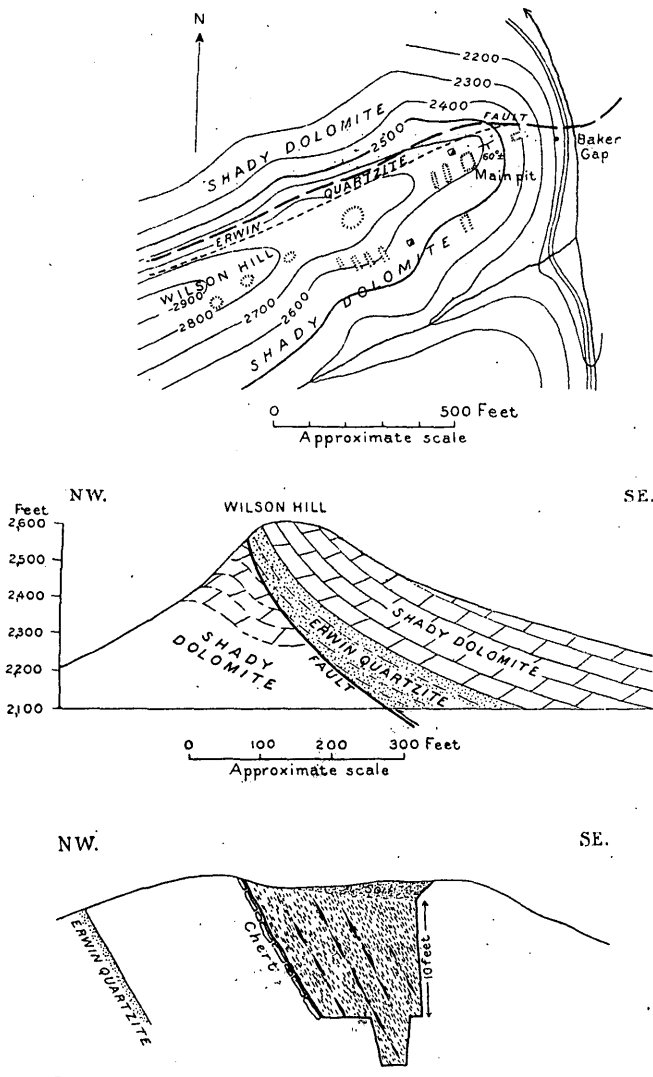 N
2200
2300
2400
FAULT
2500
SHADY DOLOMITE
Baker
Gap
60°±
Main pit
QUARTZITE
ERWIN
WILSON HILL
2900
2800
2700
2600
SHADY DOLOMITE
0 500 Feet
Approximate scale
NW. SE.
WILSON HILL
Feet
2,600
2,500
2,400
2,300
2,200
2,100
SHADY DOLOMITE
ERWIN QUARTZITE
SHADY
DOLOMITE
FAULT
0 100 200 300 Feet
Approximate scale
NW. SE.
Soil
ERWIN QUARTZITE
Chert ?
10 feet
?